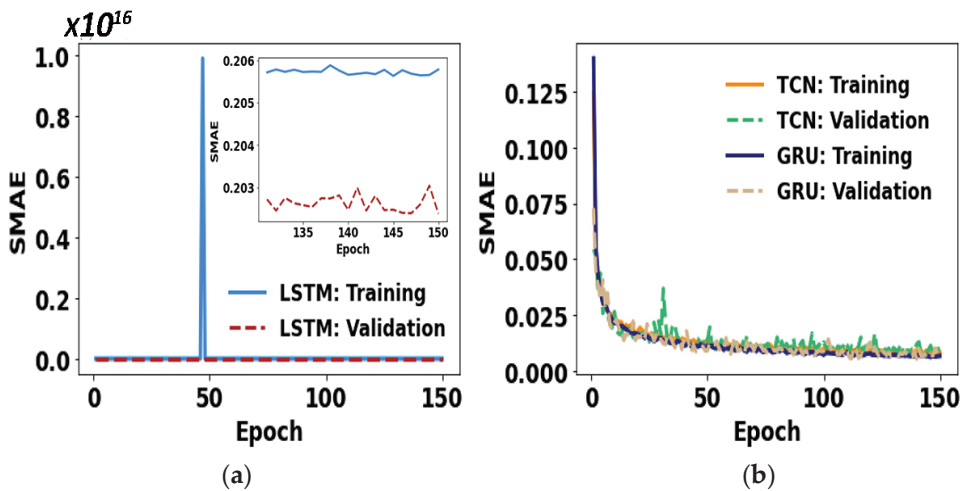 x10^16
1.0
0.8
0.6
0.4
0.2
0.0
SMAE
0 50 100 150
Epoch
0.206
0.205
0.204
0.203
SMAE
135 140 145 150
Epoch
LSTM: Training
LSTM: Validation
(a)
0.125
0.100
0.075
0.050
0.025
0.000
SMAE
TCN: Training
TCN: Validation
GRU: Training
GRU: Validation
0 50 100 150
Epoch
(b)